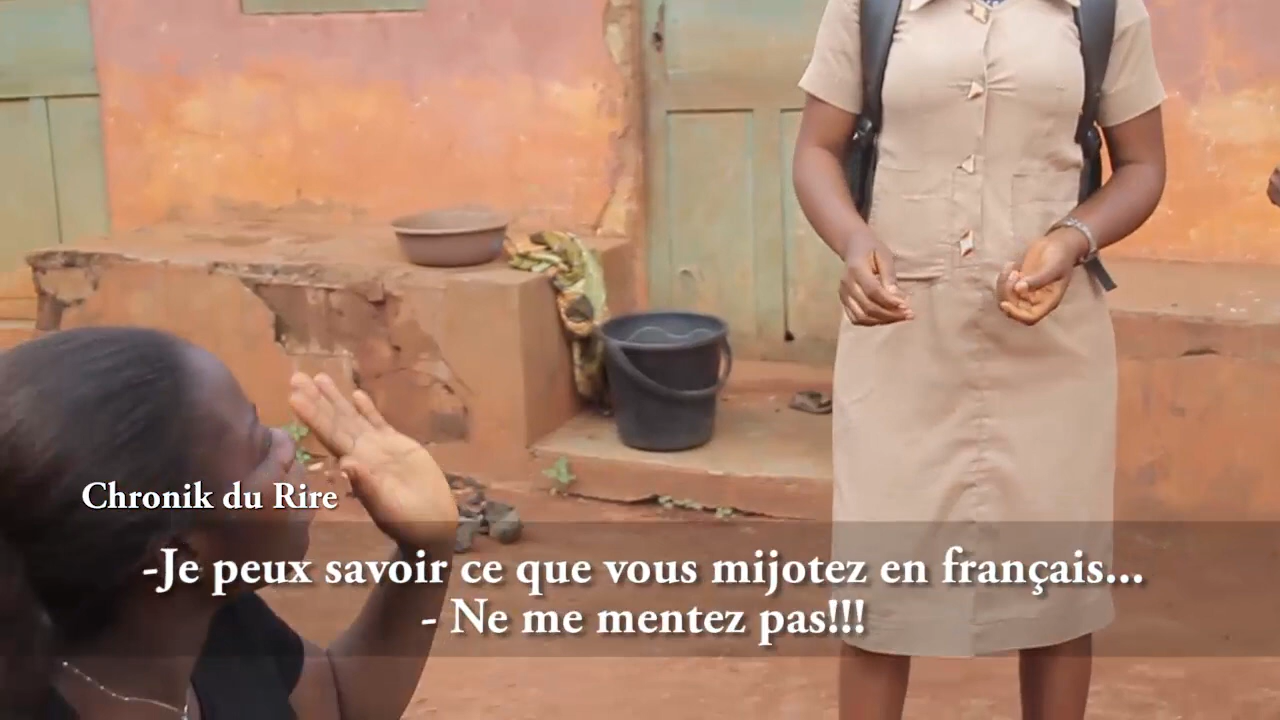 Chronik du Rire
-Je peux savoir ce que vous mijotez en français...
- Ne me mentez pas!!!